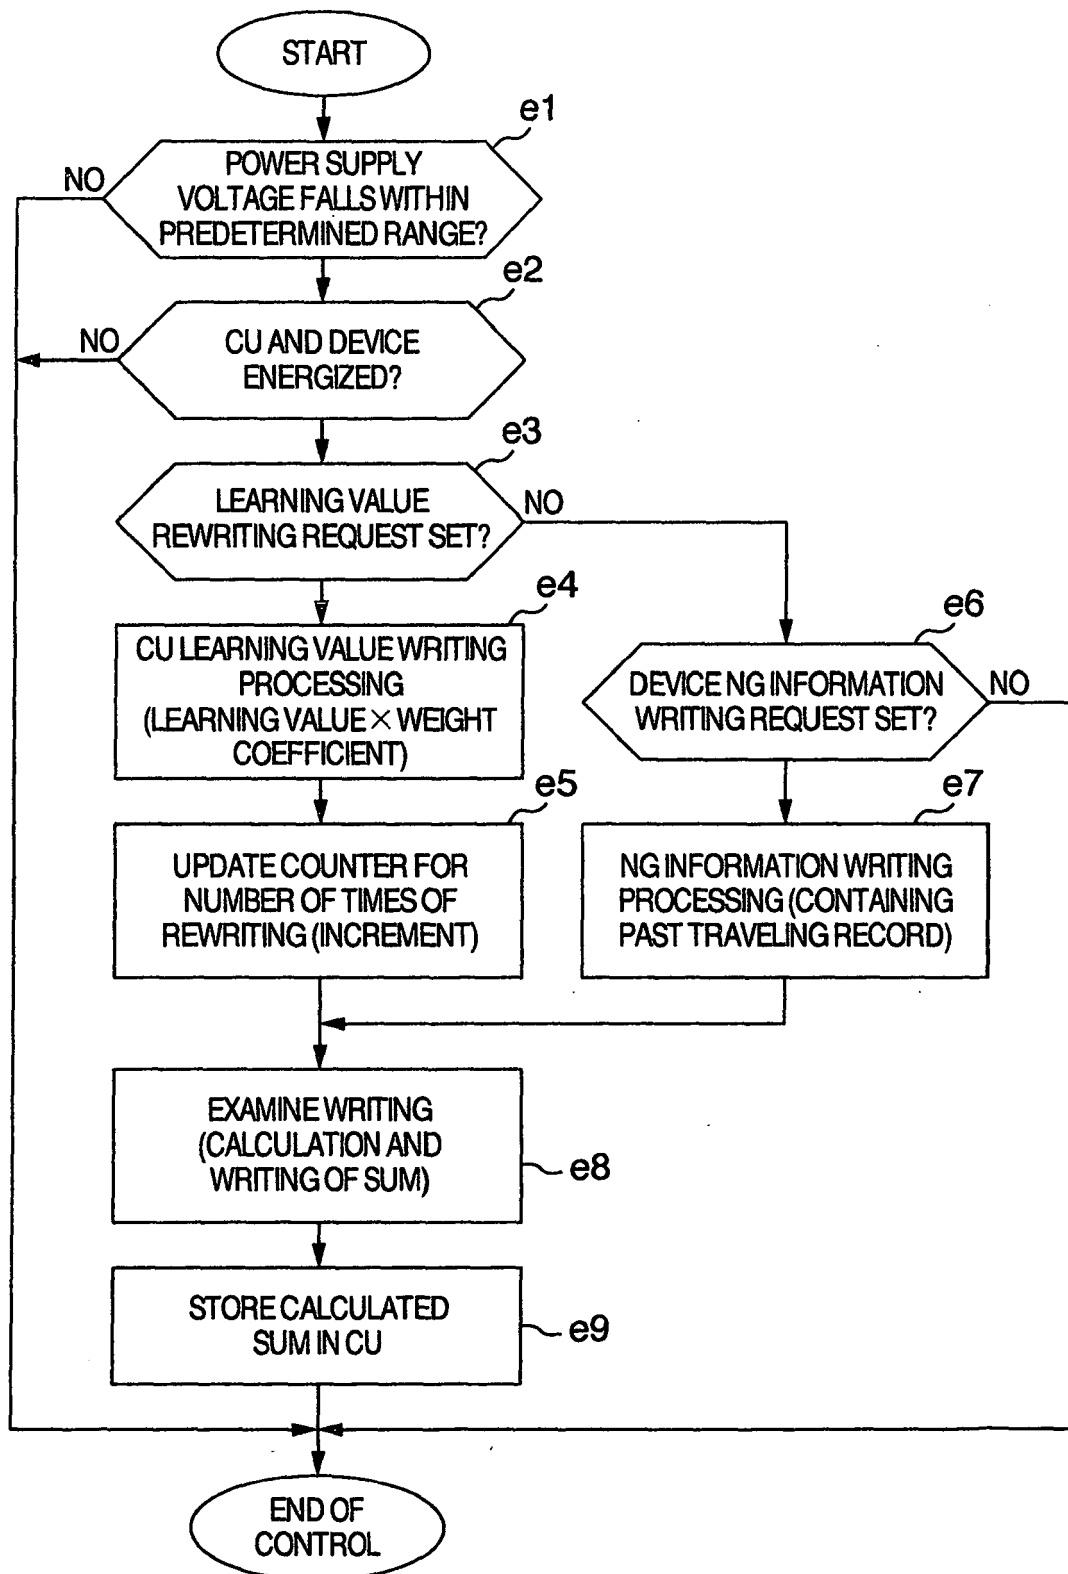 START
e1
POWER SUPPLY
VOLTAGE FALLS WITHIN
PREDETERMINED RANGE?
NO
e2
CU AND DEVICE
ENERGIZED?
NO
e3
LEARNING VALUE
REWRITING REQUEST SET?
NO
e4
CU LEARNING VALUE WRITING
PROCESSING
(LEARNING VALUE × WEIGHT
COEFFICIENT)
e6
DEVICE NG INFORMATION
WRITING REQUEST SET?
NO
e5
UPDATE COUNTER FOR
NUMBER OF TIMES OF
REWRITING (INCREMENT)
e7
NG INFORMATION WRITING
PROCESSING (CONTAINING
PAST TRAVELING RECORD)
EXAMINE WRITING
(CALCULATION AND
WRITING OF SUM)
e8
STORE CALCULATED
SUM IN CU
e9
END OF
CONTROL